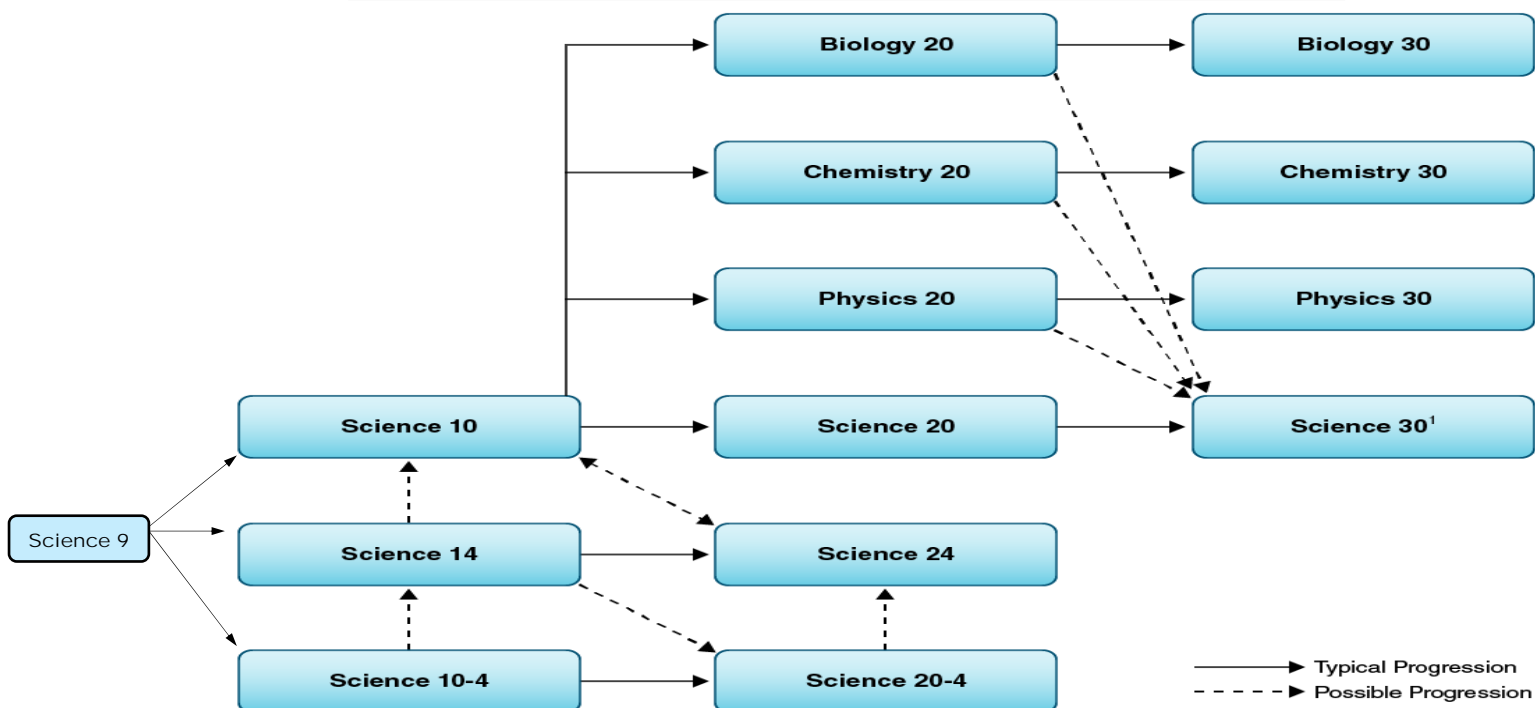 Biology 20
Biology 30
Chemistry 20
Chemistry 30
Physics 20
Physics 30
Science 10
Science 20
Science 30¹
Science 9
Science 14
Science 24
Science 10-4
Science 20-4
Typical Progression
Possible Progression